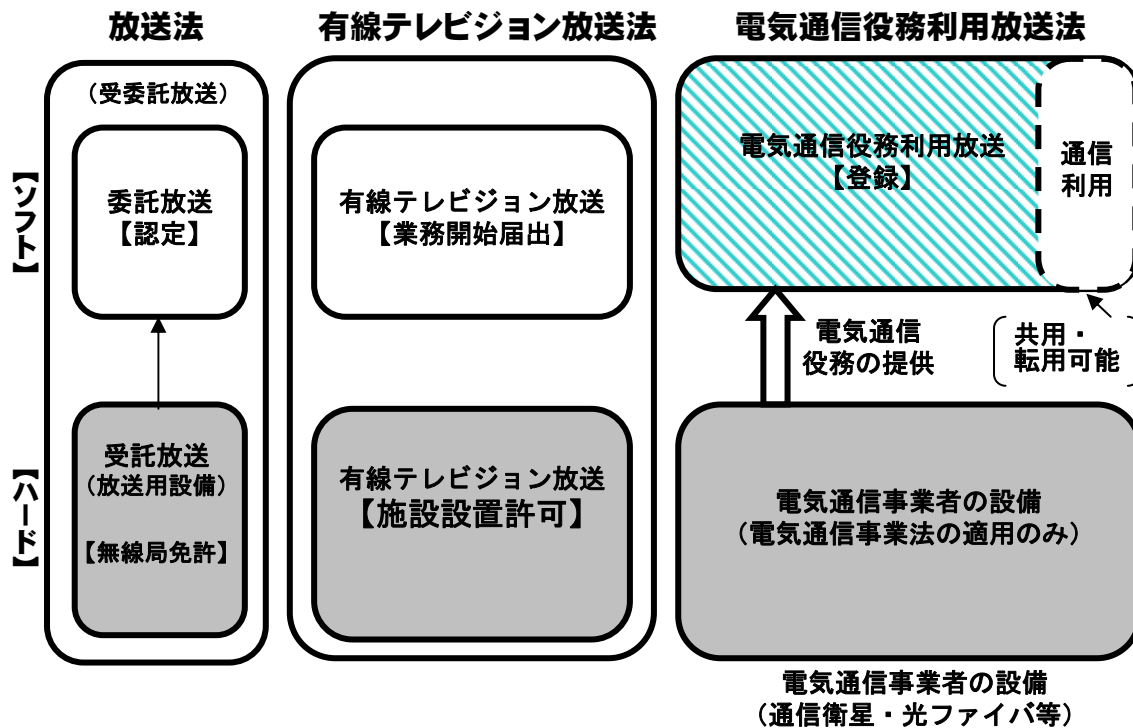 放送法
有線テレビジョン放送法
電気通信役務利用放送法
【ソフト】
(受委託放送)
委託放送
【認定】
有線テレビジョン放送
【業務開始届出】
電気通信役務利用放送
【登録】
通信
利用
電気通信
役務の提供
共用・
転用可能
【ハード】
受託放送
(放送用設備)
【無線局免許】
有線テレビジョン放送
【施設設置許可】
電気通信事業者の設備
(電気通信事業法の適用のみ)
電気通信事業者の設備
(通信衛星・光ファイバ等)